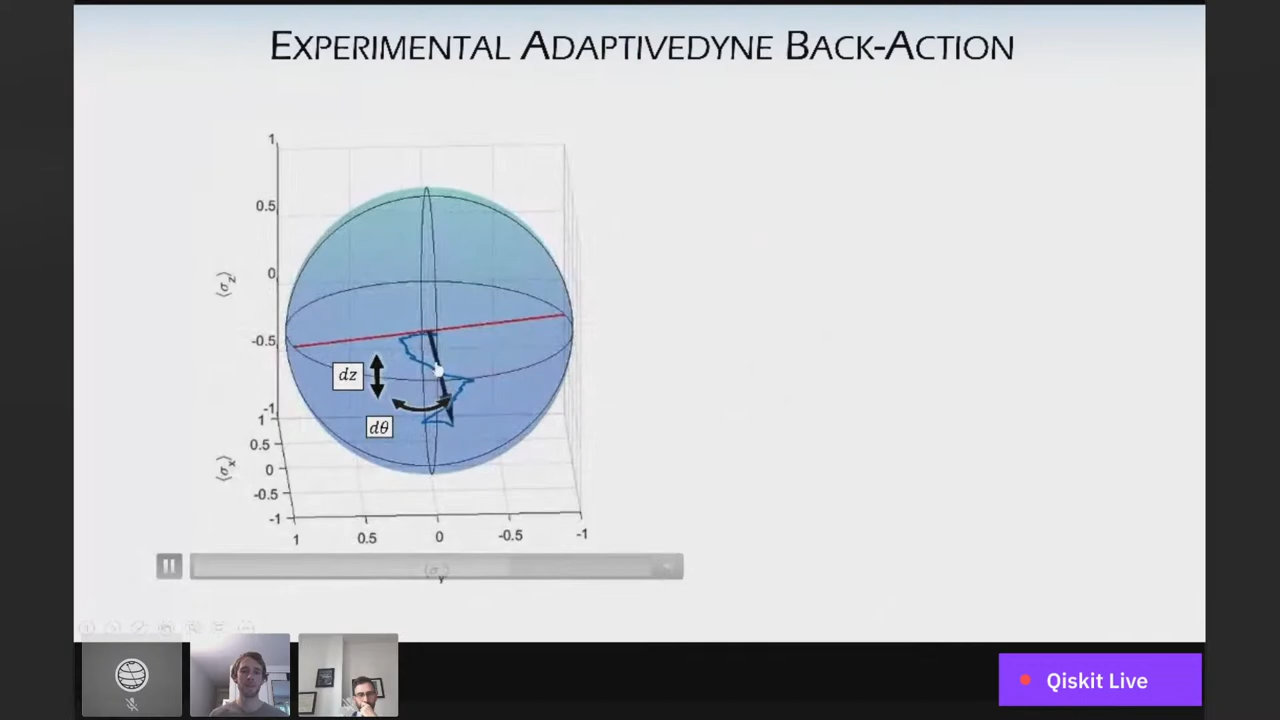 EXPERIMENTAL ADAPTIVEDYNE BACK-ACTION
1
0.5
0
-0.5
-1
⟨σz⟩
dz
dθ
1
0.5
0
-0.5
-1
⟨σx⟩
1
0.5
0
-0.5
-1
⟨σy⟩
Qiskit Live